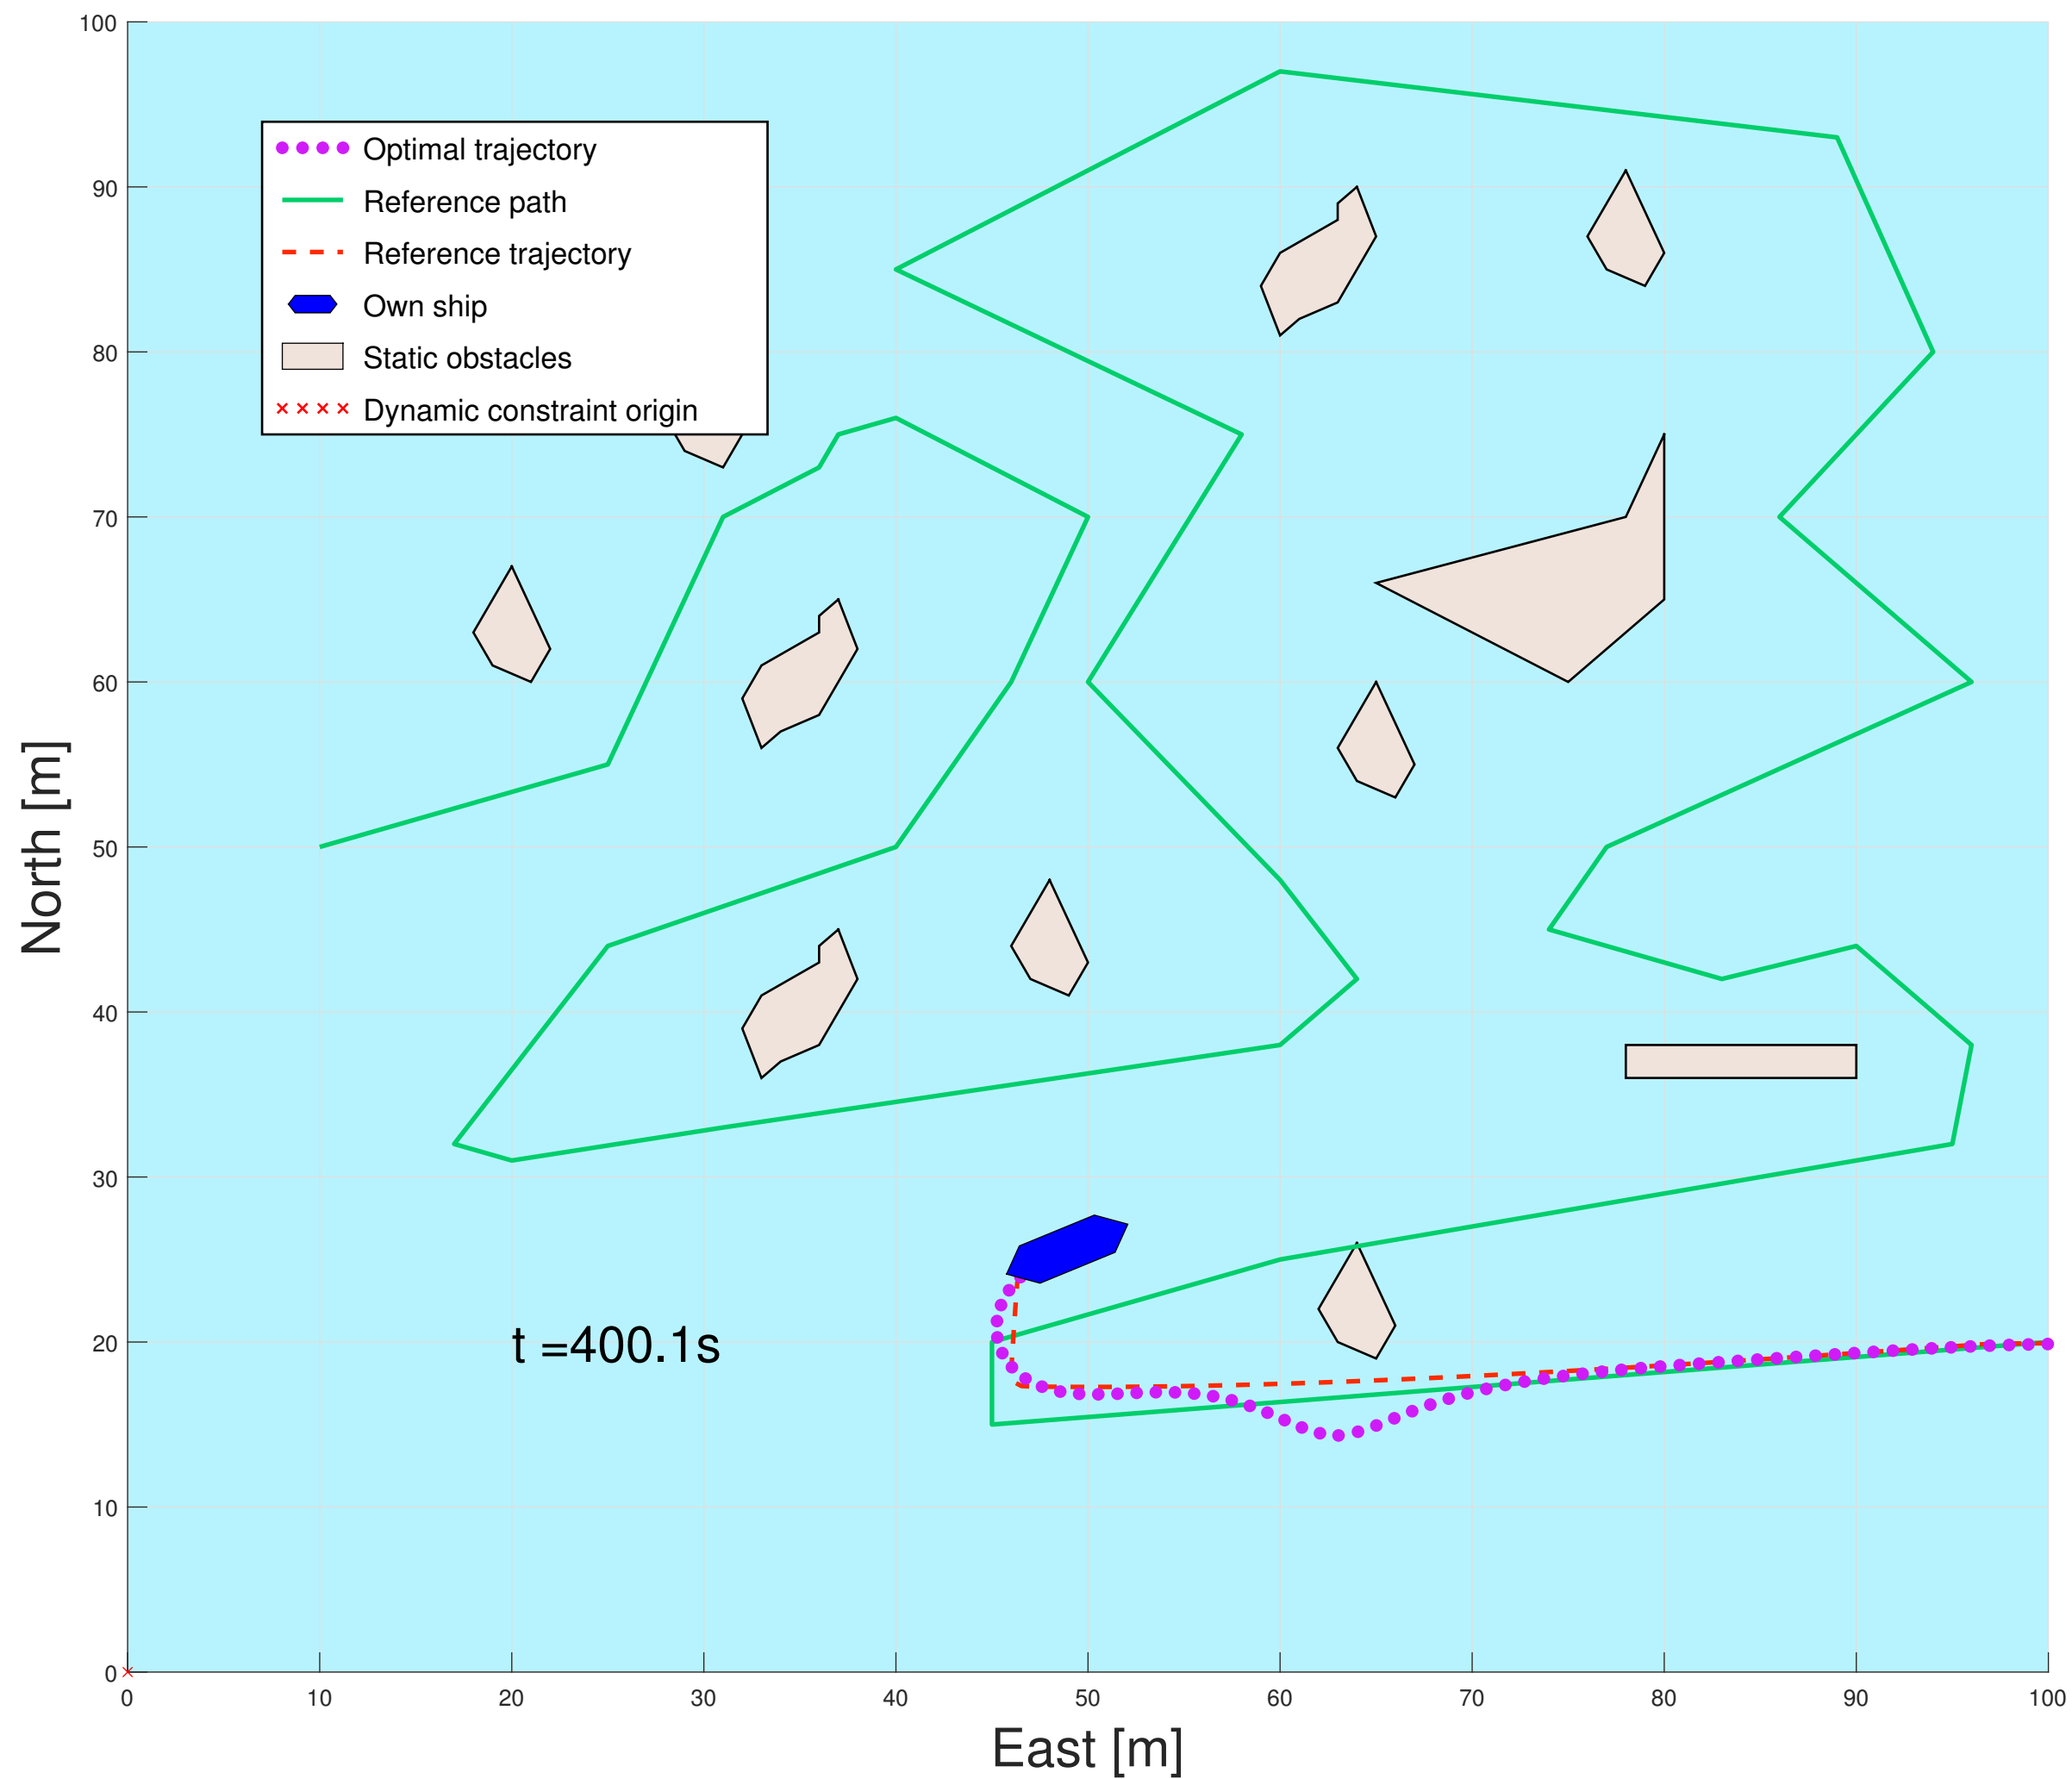 100
90
80
70
60
50
40
30
20
10
0
North [m]
Optimal trajectory
Reference path
Reference trajectory
Own ship
Static obstacles
Dynamic constraint origin
t =400.1s
0 10 20 30 40 50 60 70 80 90 100
East [m]